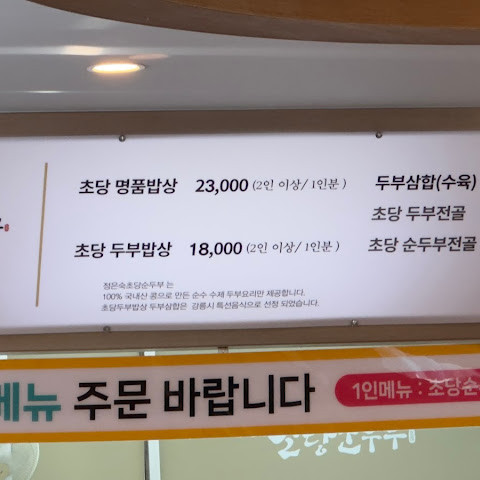 초당 명품밥상 23,000 (2인 이상/1인분)
초당 두부밥상 18,000 (2인 이상/1인분)
두부삼합(수육)
초당 두부전골
초당 순두부전골
정은숙초당순두부 는
100% 국내산 콩으로 만든 순수 수제 두부요리만 제공합니다.
초당두부밥상 두부삼합은 강릉시 특선음식으로 선정 되었습니다.
메뉴 주문 바랍니다
1인메뉴 : 초당순
초당순두부